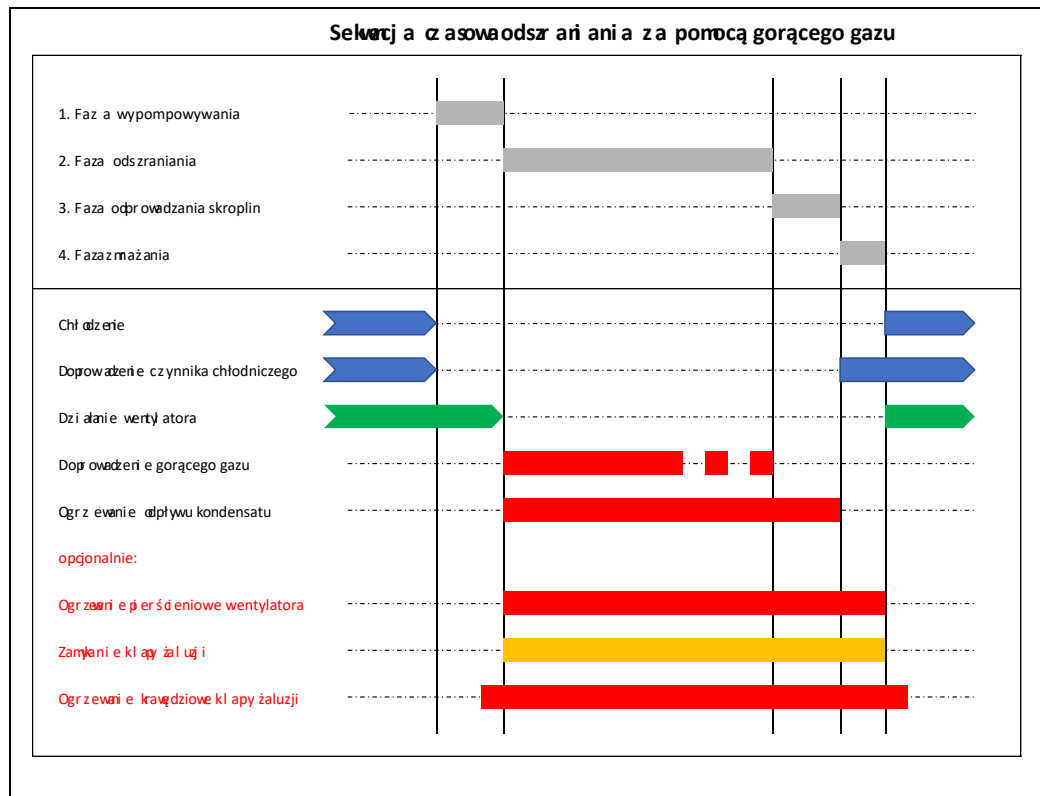 Sekwencja czasowa odszraniania za pomocą gorącego gazu
1. Faza wypompowywania
2. Faza odszraniania
3. Faza odprowadzania skroplin
4. Faza zmrażania
Chłodzenie
Doprowadzenie czynnika chłodniczego
Działanie wentylatora
Doprowadzenie gorącego gazu
Ogrzewanie odpływu kondensatu
opcjonalnie:
Ogrzewnie pierścieniowe wentylatora
Zamykanie klapy żaluzji
Ogrzewanie krawędziowe klapy żaluzji